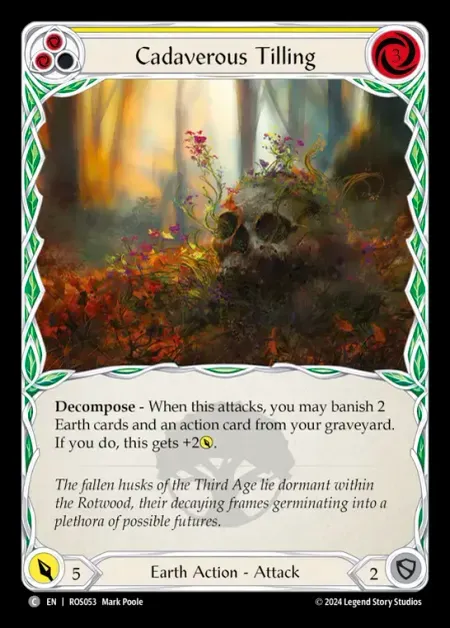 Cadaverous Tilling
3
Decompose - When this attacks, you may banish 2
Earth cards and an action card from your graveyard.
If you do, this gets +2.
The fallen husks of the Third Age lie dormant within
the Rotwood, their decaying frames germinating into a
plethora of possible futures.
5
Earth Action - Attack
2
C EN | ROS053 Mark Poole
© 2024 Legend Story Studios